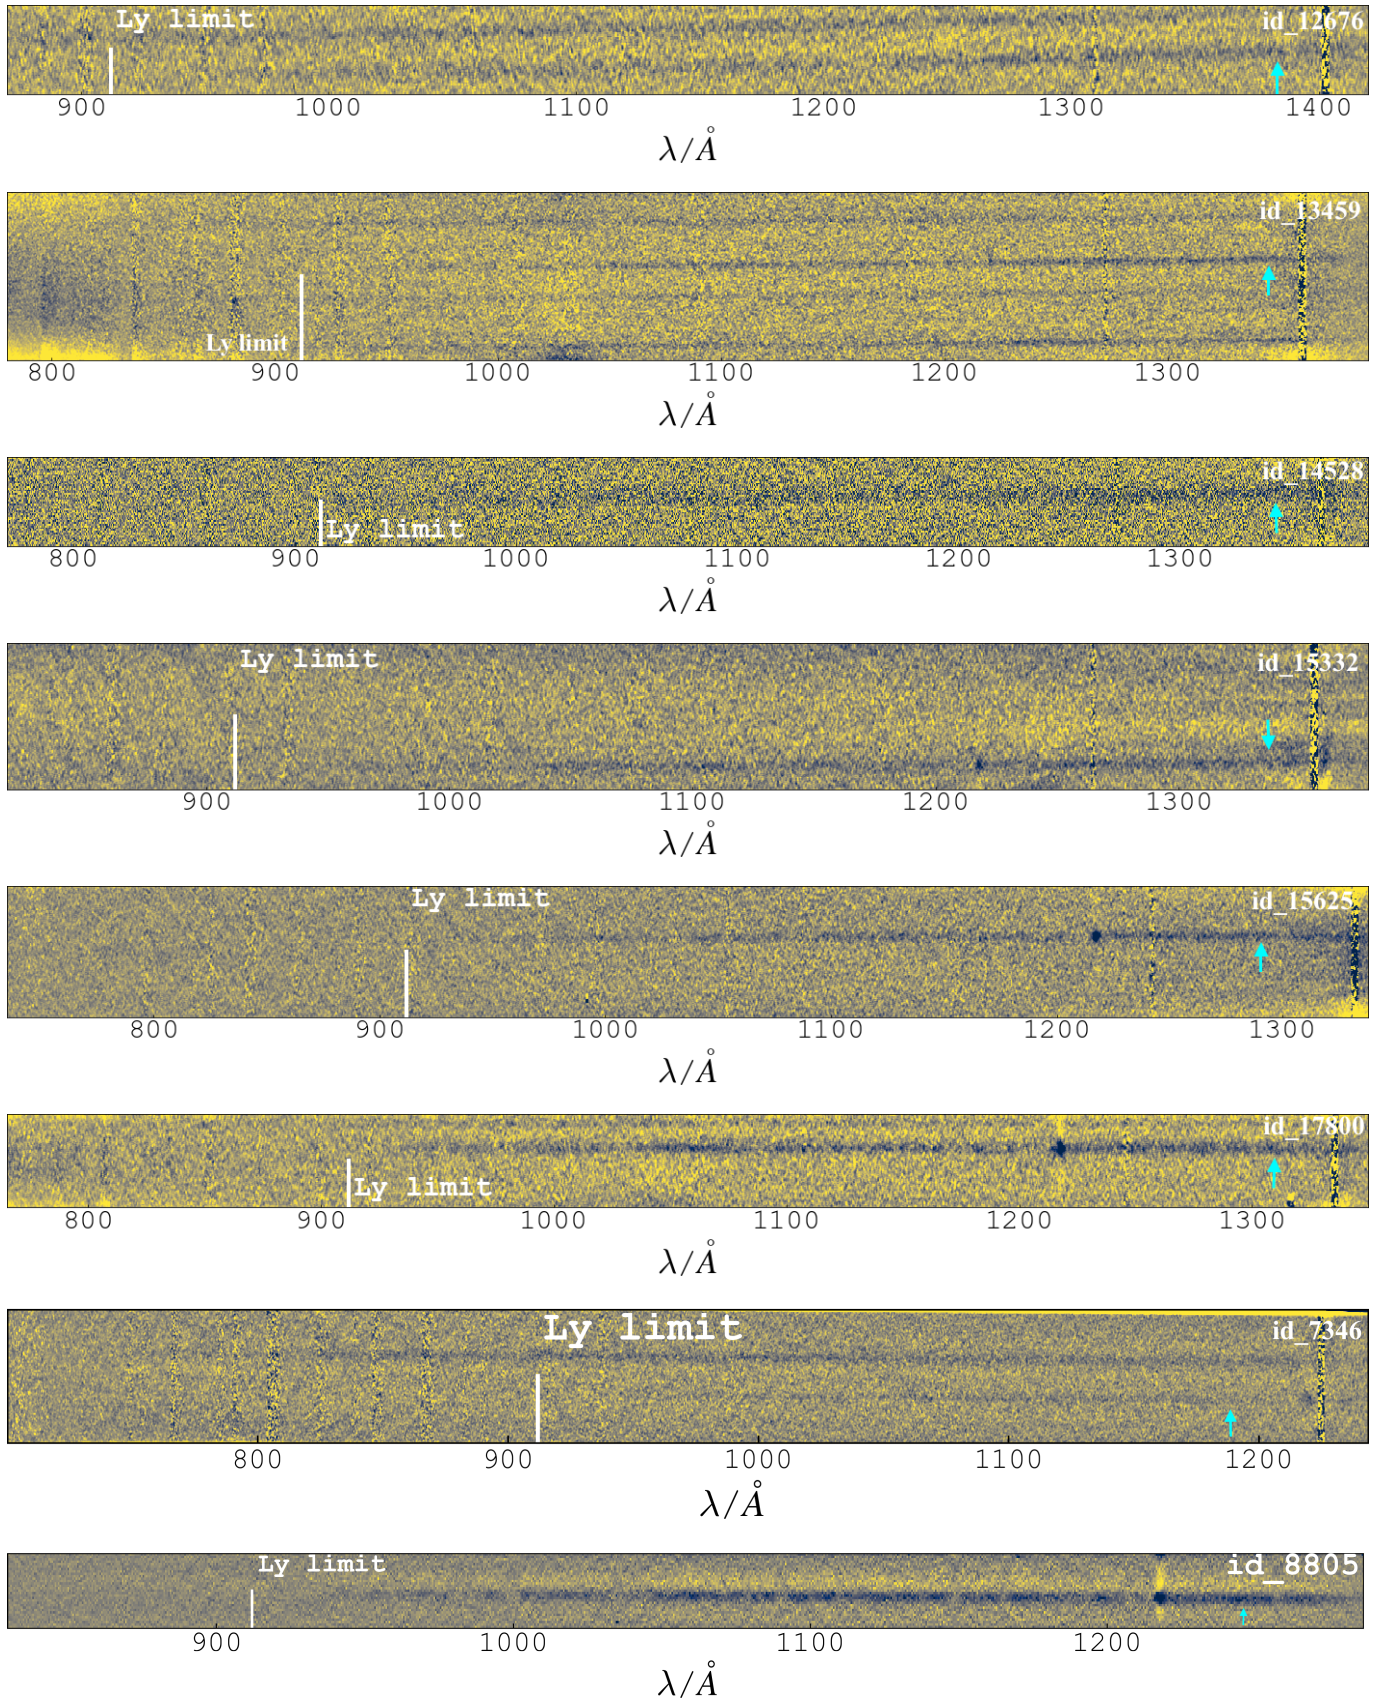 Ly limit id_12676
900 1000 1100 1200 1300 1400
λ/Å
id_13459
Ly limit
800 900 1000 1100 1200 1300
λ/Å
id_14528
Ly limit
800 900 1000 1100 1200 1300
λ/Å
Ly limit id_15332
900 1000 1100 1200 1300
λ/Å
Ly limit id_15625
800 900 1000 1100 1200 1300
λ/Å
id_17800
Ly limit
800 900 1000 1100 1200 1300
λ/Å
Ly limit id_7346
800 900 1000 1100 1200
λ/Å
Ly limit id_8805
900 1000 1100 1200
λ/Å